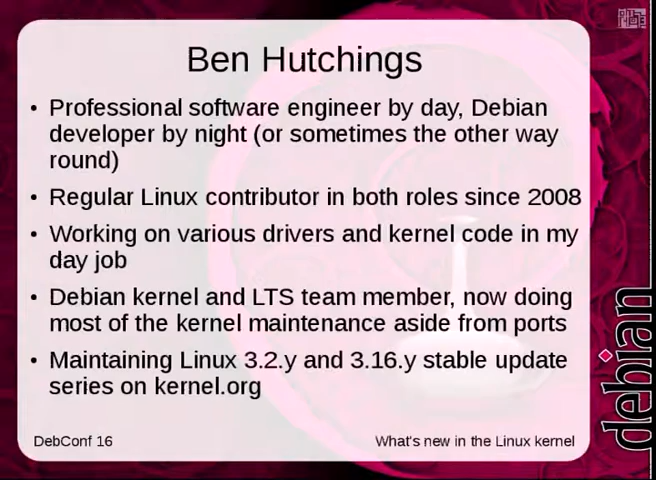 Ben Hutchings
• Professional software engineer by day, Debian
developer by night (or sometimes the other way
round)
• Regular Linux contributor in both roles since 2008
• Working on various drivers and kernel code in my
day job
• Debian kernel and LTS team member, now doing
most of the kernel maintenance aside from ports
• Maintaining Linux 3.2.y and 3.16.y stable update
series on kernel.org
DebConf 16
What's new in the Linux kernel
debian